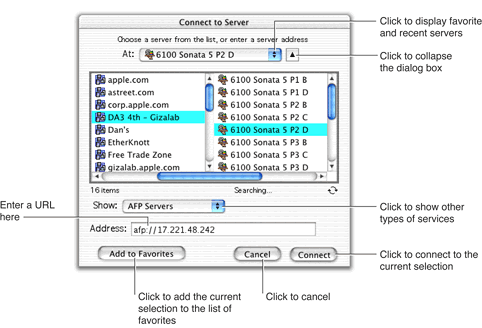 Connect to Server
Choose a server from the list, or enter a server address
At: 6100 Sonata 5 P2 D
Click to display favorite
and recent servers
Click to collapse
the dialog box
apple.com
astreet.com
corp.apple.com
DA3 4th - Gizalab
Dan's
EtherKnott
Free Trade Zone
gizalab.apple.com
6100 Sonata 5 P1 B
6100 Sonata 5 P1 D
6100 Sonata 5 P2 B
6100 Sonata 5 P2 C
6100 Sonata 5 P2 D
6100 Sonata 5 P3 B
6100 Sonata 5 P3 C
6100 Sonata 5 P3 D
16 items
Searching...
Show: AFP Servers
Click to show other
types of services
Enter a URL
here
Address: afp://17.221.48.242
Add to Favorites
Cancel
Connect
Click to connect to the
current selection
Click to add the current
selection to the list of
favorites
Click to cancel